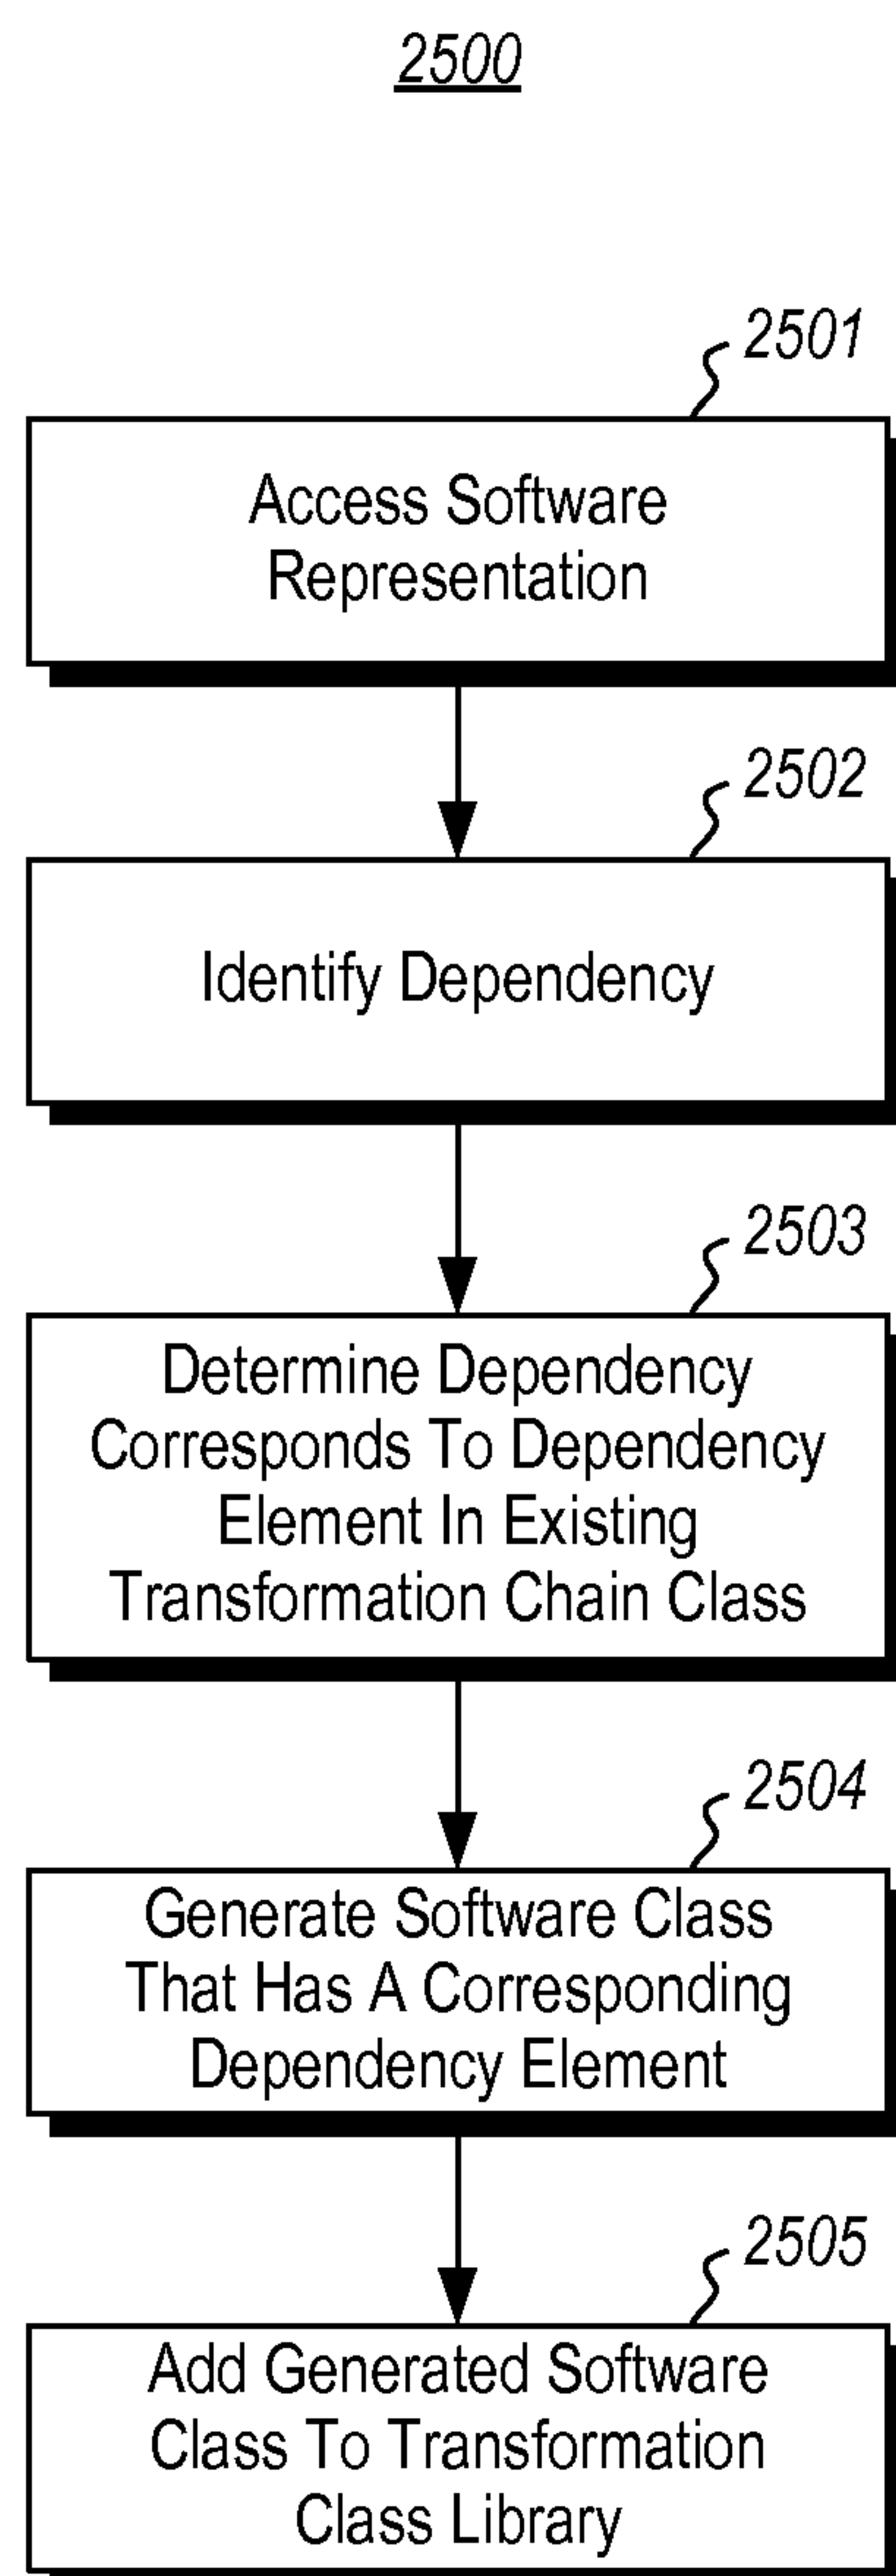 2500
2501
Access Software
Representation
2502
Identify Dependency
2503
Determine Dependency
Corresponds To Dependency
Element In Existing
Transformation Chain Class
2504
Generate Software Class
That Has A Corresponding
Dependency Element
2505
Add Generated Software
Class To Transformation
Class Library